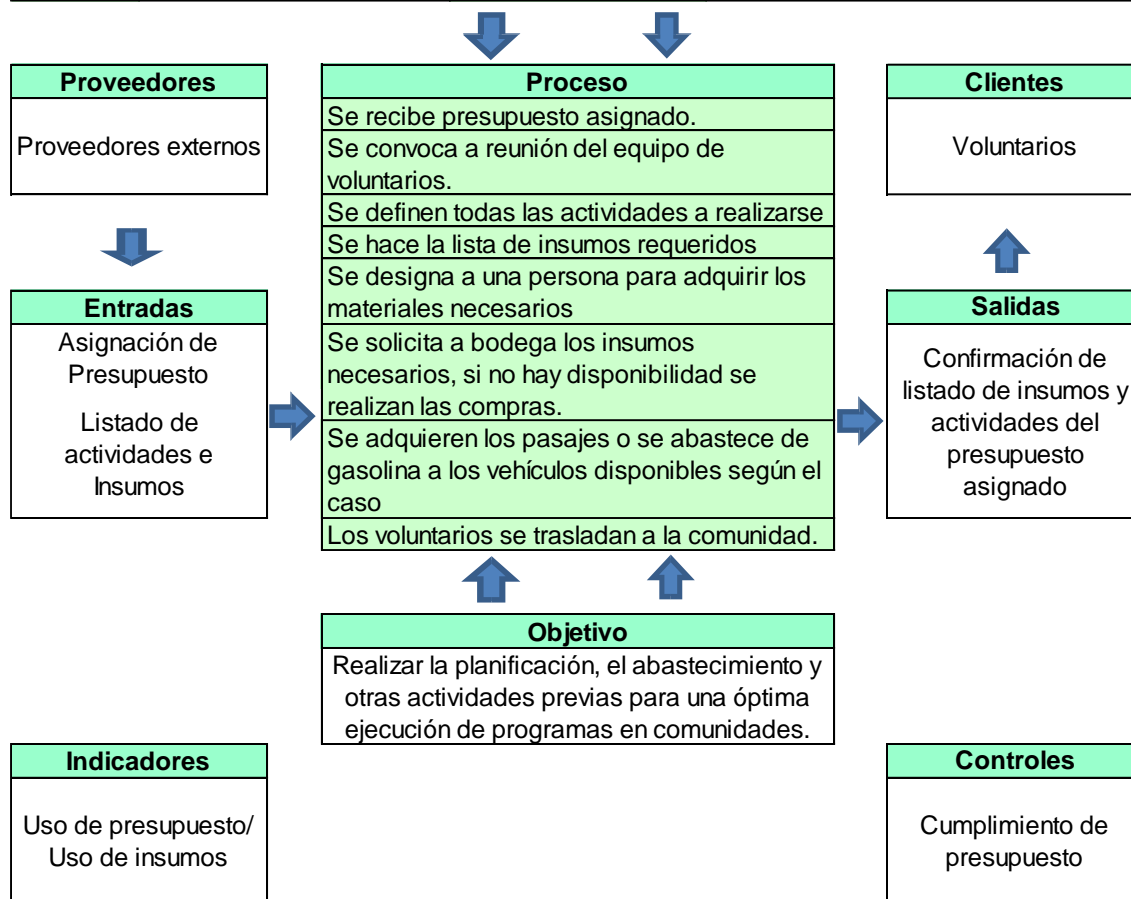 Proveedores
Proveedores externos
Entradas
Asignación de
Presupuesto
Listado de
actividades e
Insumos
Proceso
Se recibe presupuesto asignado.
Se convoca a reunión del equipo de
voluntarios.
Se definen todas las actividades a realizarse
Se hace la lista de insumos requeridos
Se designa a una persona para adquirir los
materiales necesarios
Se solicita a bodega los insumos
necesarios, si no hay disponibilidad se
realizan las compras.
Se adquieren los pasajes o se abastece de
gasolina a los vehículos disponibles según el
caso
Los voluntarios se trasladan a la comunidad.
Clientes
Voluntarios
Salidas
Confirmación de
listado de insumos y
actividades del
presupuesto
asignado
Objetivo
Realizar la planificación, el abastecimiento y
otras actividades previas para una óptima
ejecución de programas en comunidades.
Indicadores
Uso de presupuesto/
Uso de insumos
Controles
Cumplimiento de
presupuesto